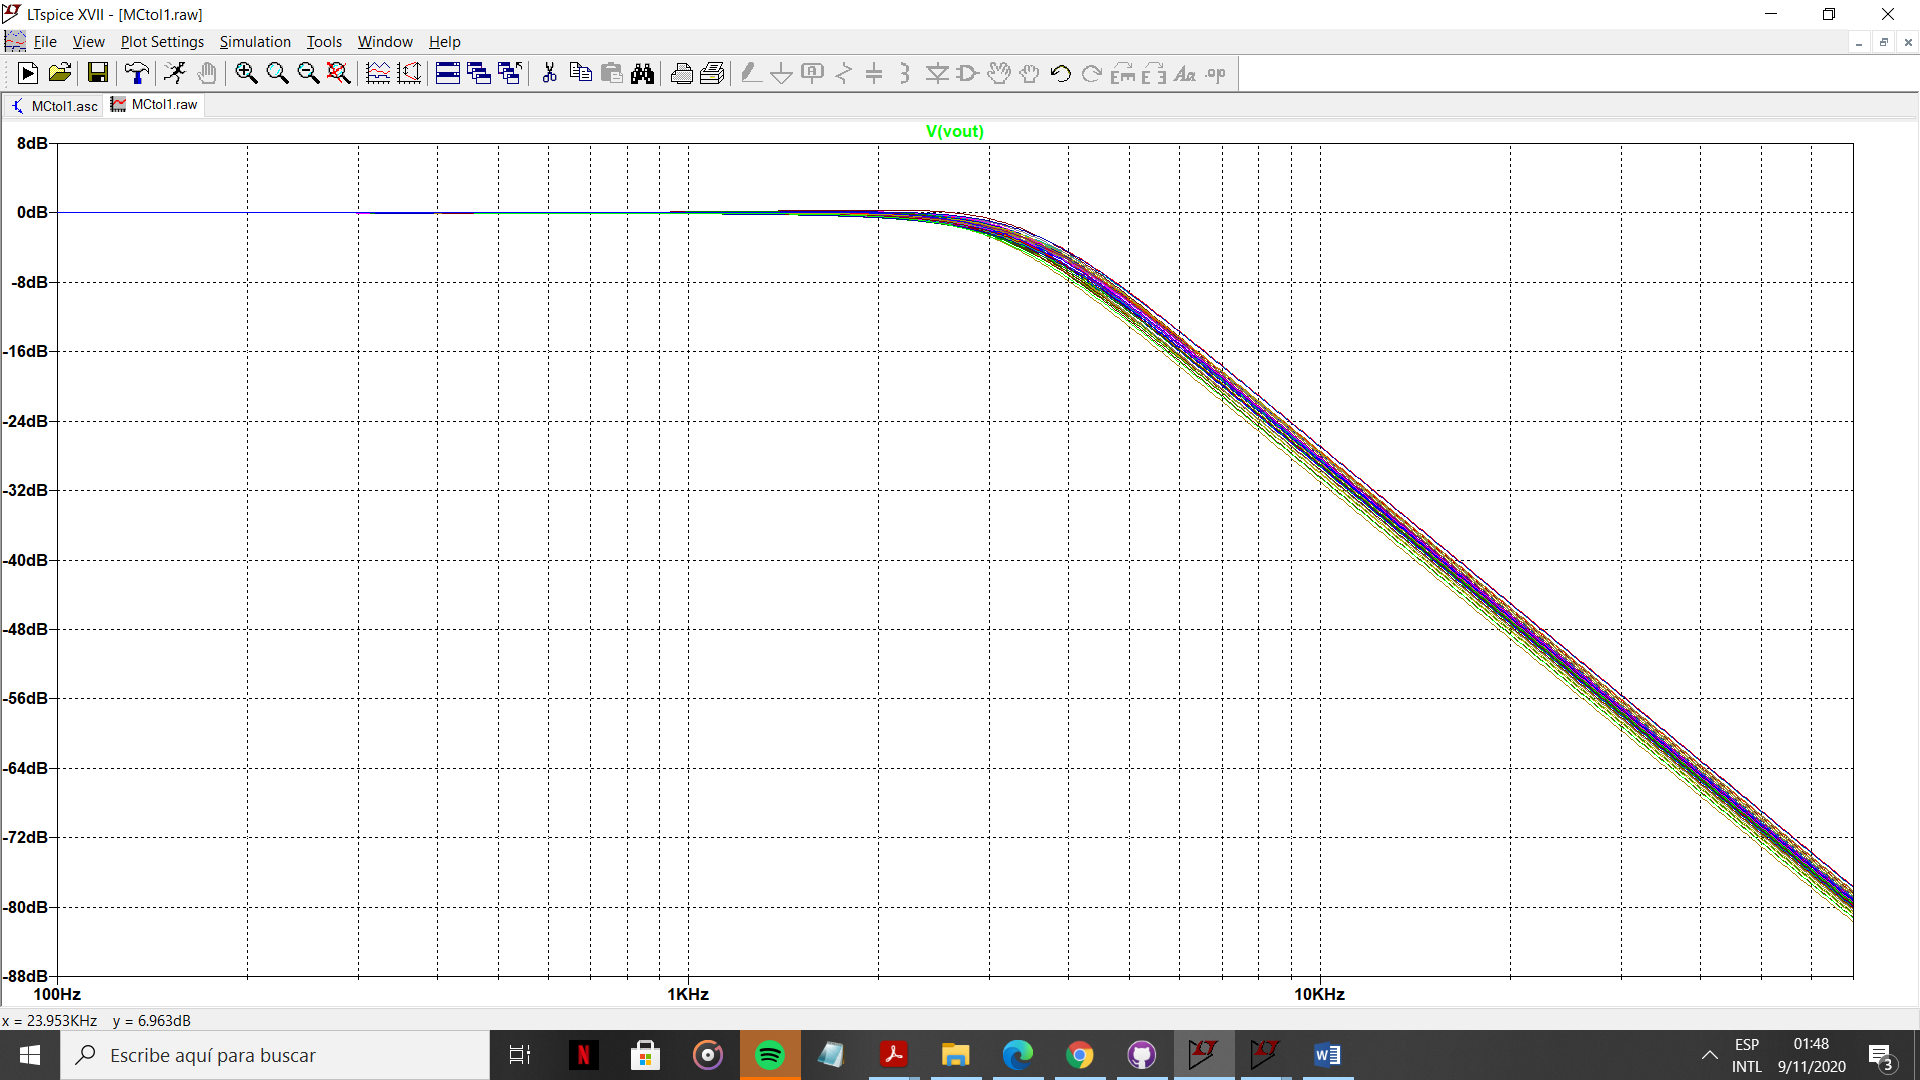 LTspice XVII - [MCtol1.raw]
File View Plot Settings Simulation Tools Window Help
MCtol1.asc MCtol1.raw
V(vout)
8dB
0dB
-8dB
-16dB
-24dB
-32dB
-40dB
-48dB
-56dB
-64dB
-72dB
-80dB
-88dB
100Hz 1KHz 10KHz
x = 23.953KHz y = 6.963dB
Escribe aquí para buscar
ESP
INTL
01:48
9/11/2020
3